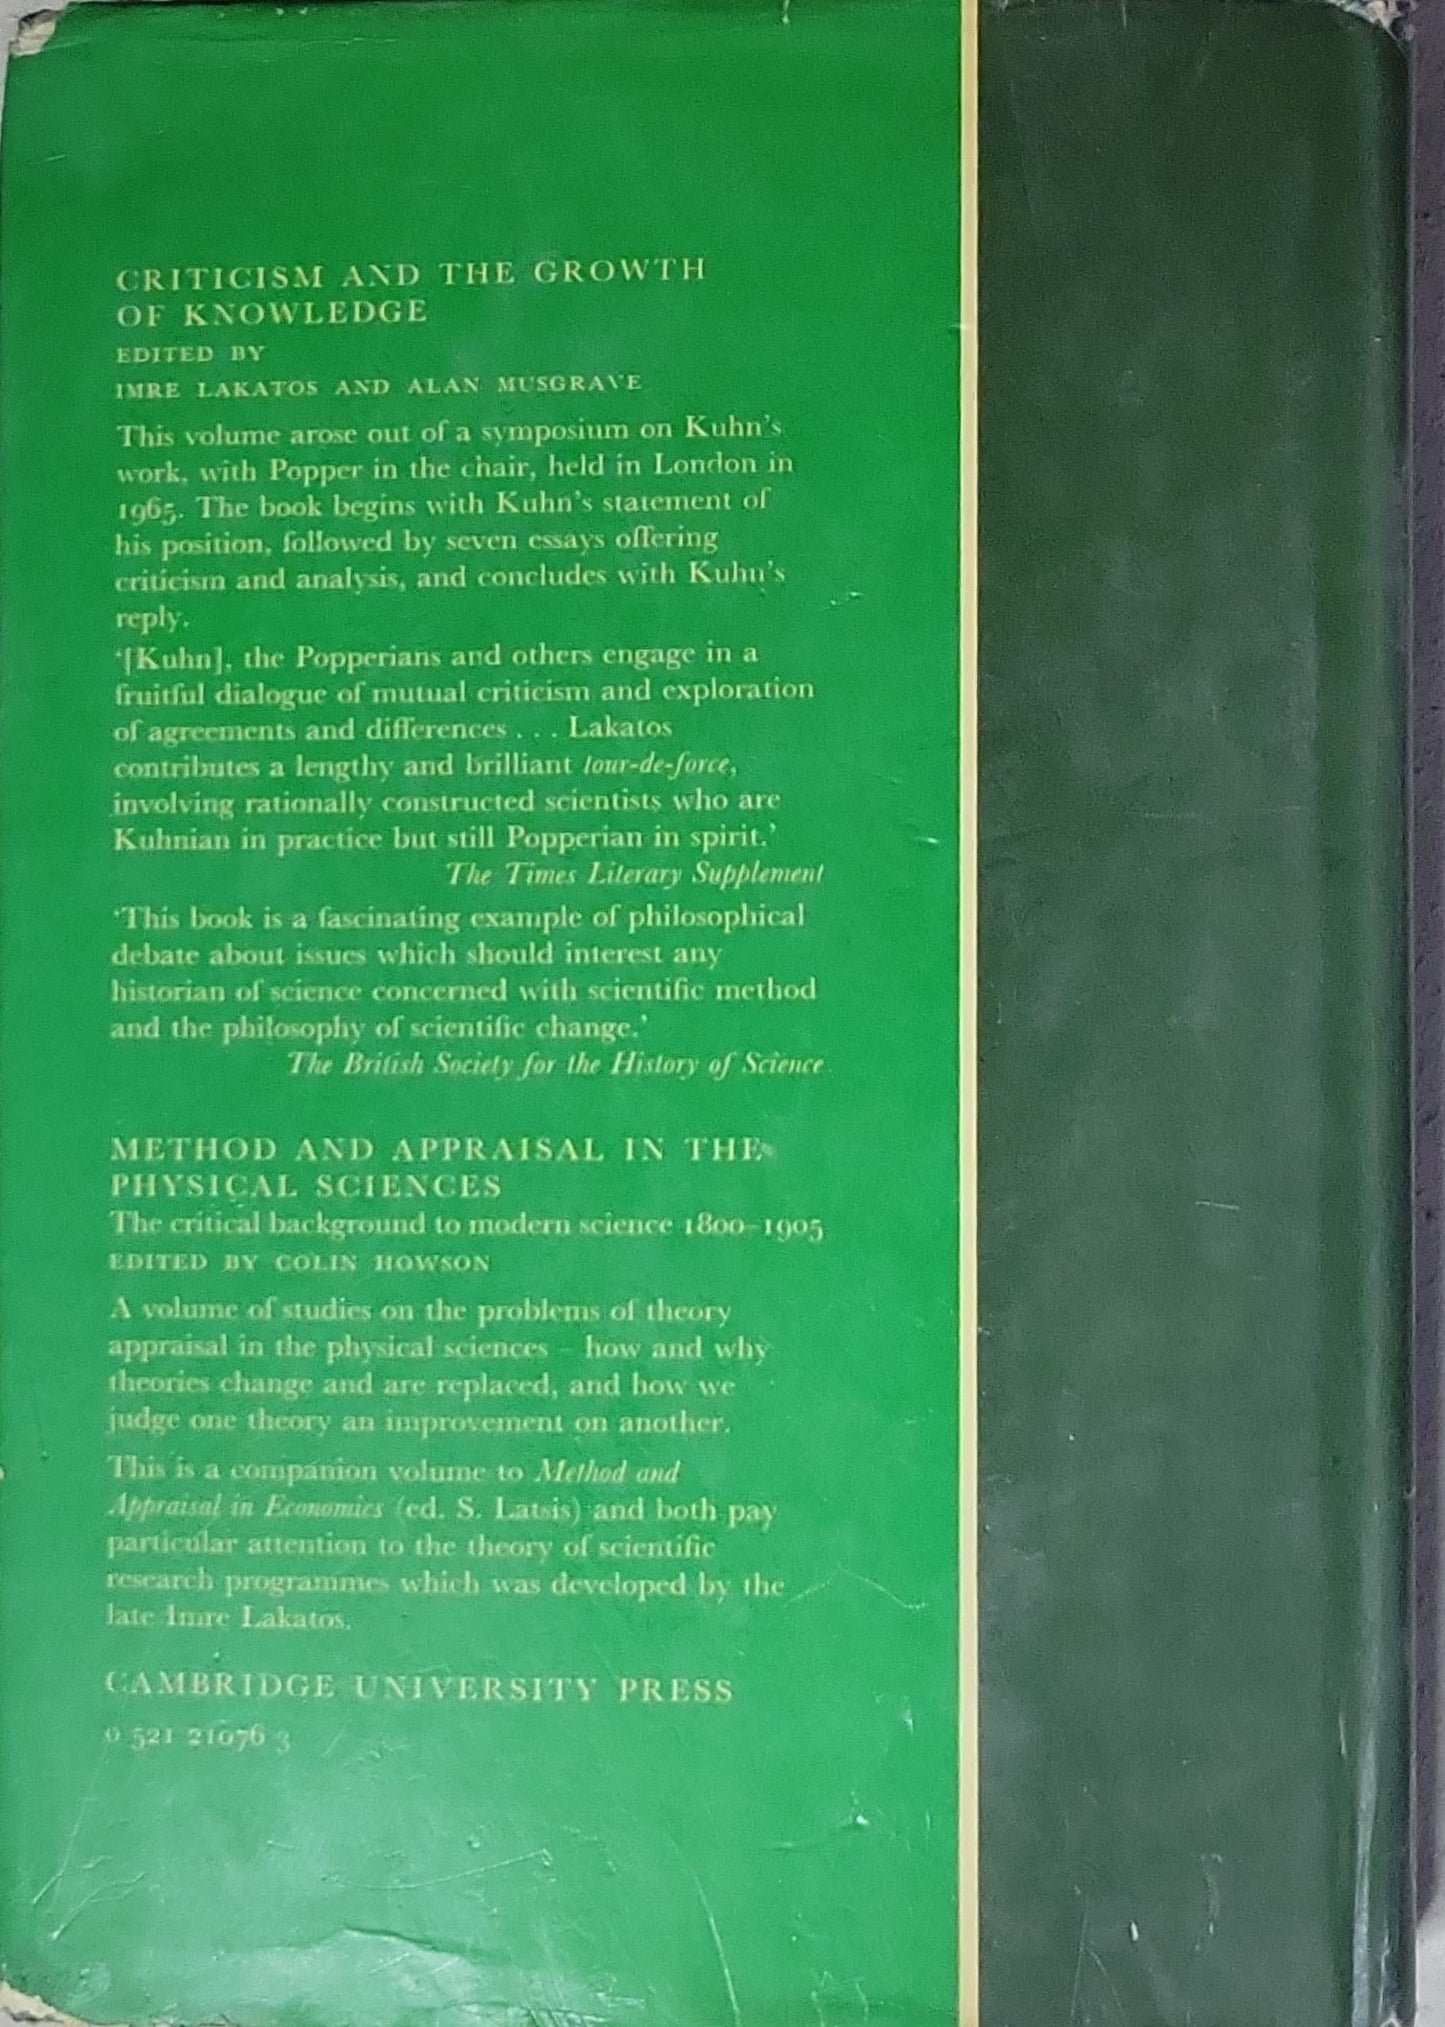 CRITICISM AND THE GROWTH
OF KNOWLEDGE
EDITED BY
IMRE LAKATOS AND ALAN MUSGRAVE
This volume arose out of a symposium on Kuhn's
work, with Popper in the chair, held in London in
1965. The book begins with Kuhn's statement of
his position, followed by seven essays offering
criticism and analysis, and concludes with Kuhn's
reply.
'[Kuhn], the Popperians and others engage in a
fruitful dialogue of mutual criticism and exploration
of agreements and differences . . . Lakatos
contributes a lengthy and brilliant tour-de-force,
involving rationally constructed scientists who are
Kuhnian in practice but still Popperian in spirit.'
The Times Literary Supplement
'This book is a fascinating example of philosophical
debate about issues which should interest any
historian of science concerned with scientific method
and the philosophy of scientific change.'
The British Society for the History of Science
METHOD AND APPRAISAL IN THE
PHYSICAL SCIENCES
The critical background to modern science 1800–1905
EDITED BY COLIN HOWSON
A volume of studies on the problems of theory
appraisal in the physical sciences – how and why
theories change and are replaced, and how we
judge one theory an improvement on another.
This is a companion volume to Method and
Appraisal in Economics (ed. S. Latsis) and both pay
particular attention to the theory of scientific
research programmes which was developed by the
late Imre Lakatos.
CAMBRIDGE UNIVERSITY PRESS
0 521 21076 3